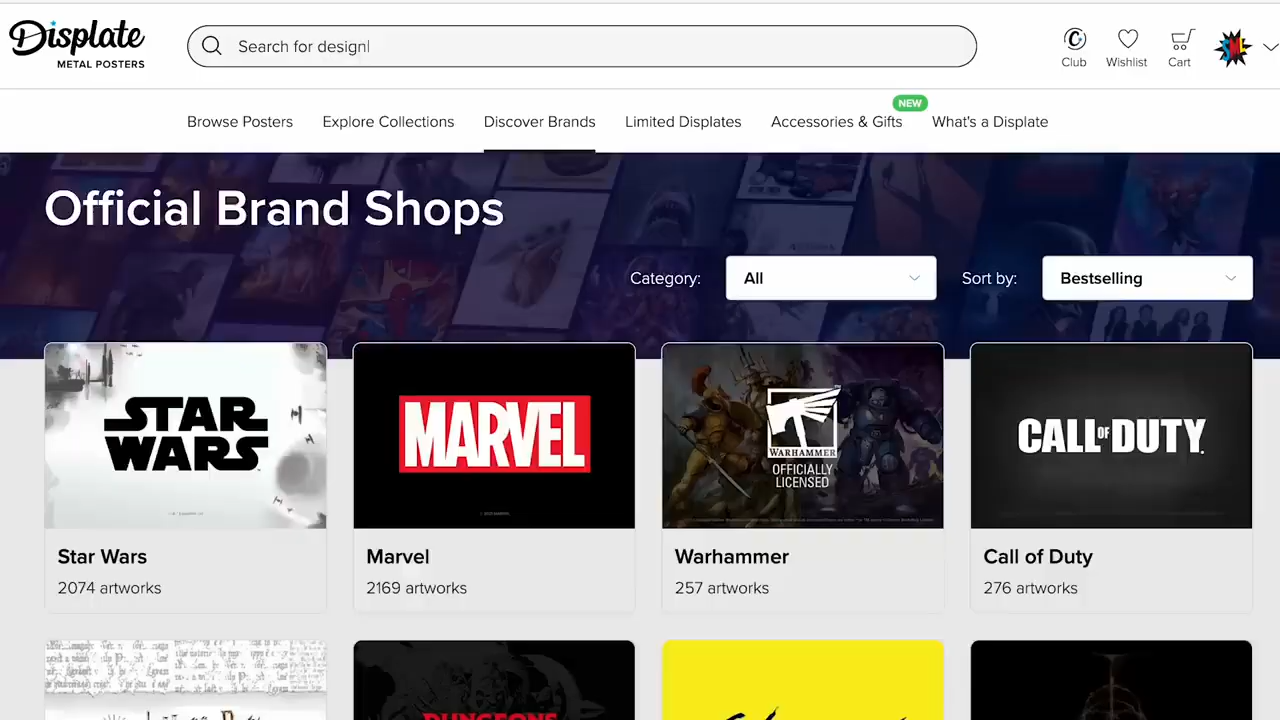 Displate
METAL POSTERS
Search for design
Club
Wishlist
Cart
NEW
Browse Posters
Explore Collections
Discover Brands
Limited Displates
Accessories & Gifts
What's a Displate
Official Brand Shops
Category:
All
Sort by:
Bestselling
STAR
WARS
MARVEL
WARHAMMER
OFFICIALLY
LICENSED
CALL OF DUTY
Star Wars
2074 artworks
Marvel
2169 artworks
Warhammer
257 artworks
Call of Duty
276 artworks
DUNGEONS